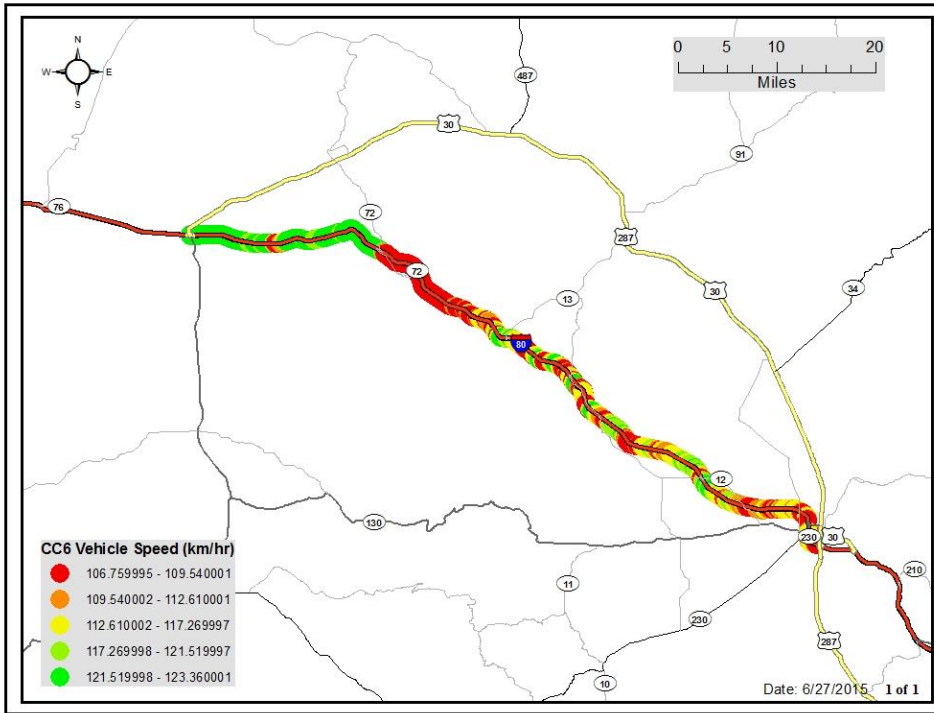 N
W E
S
0 5 10 20
Miles
487
30
91
76
72
287
72
30
34
13
80
12
130
230 30
CC6 Vehicle Speed (km/hr)
106.759995 - 109.540001
109.540002 - 112.610001
112.610002 - 117.269997
117.269998 - 121.519997
121.519998 - 123.360001
11
210
230
287
10
Date: 6/27/2015 1 of 1